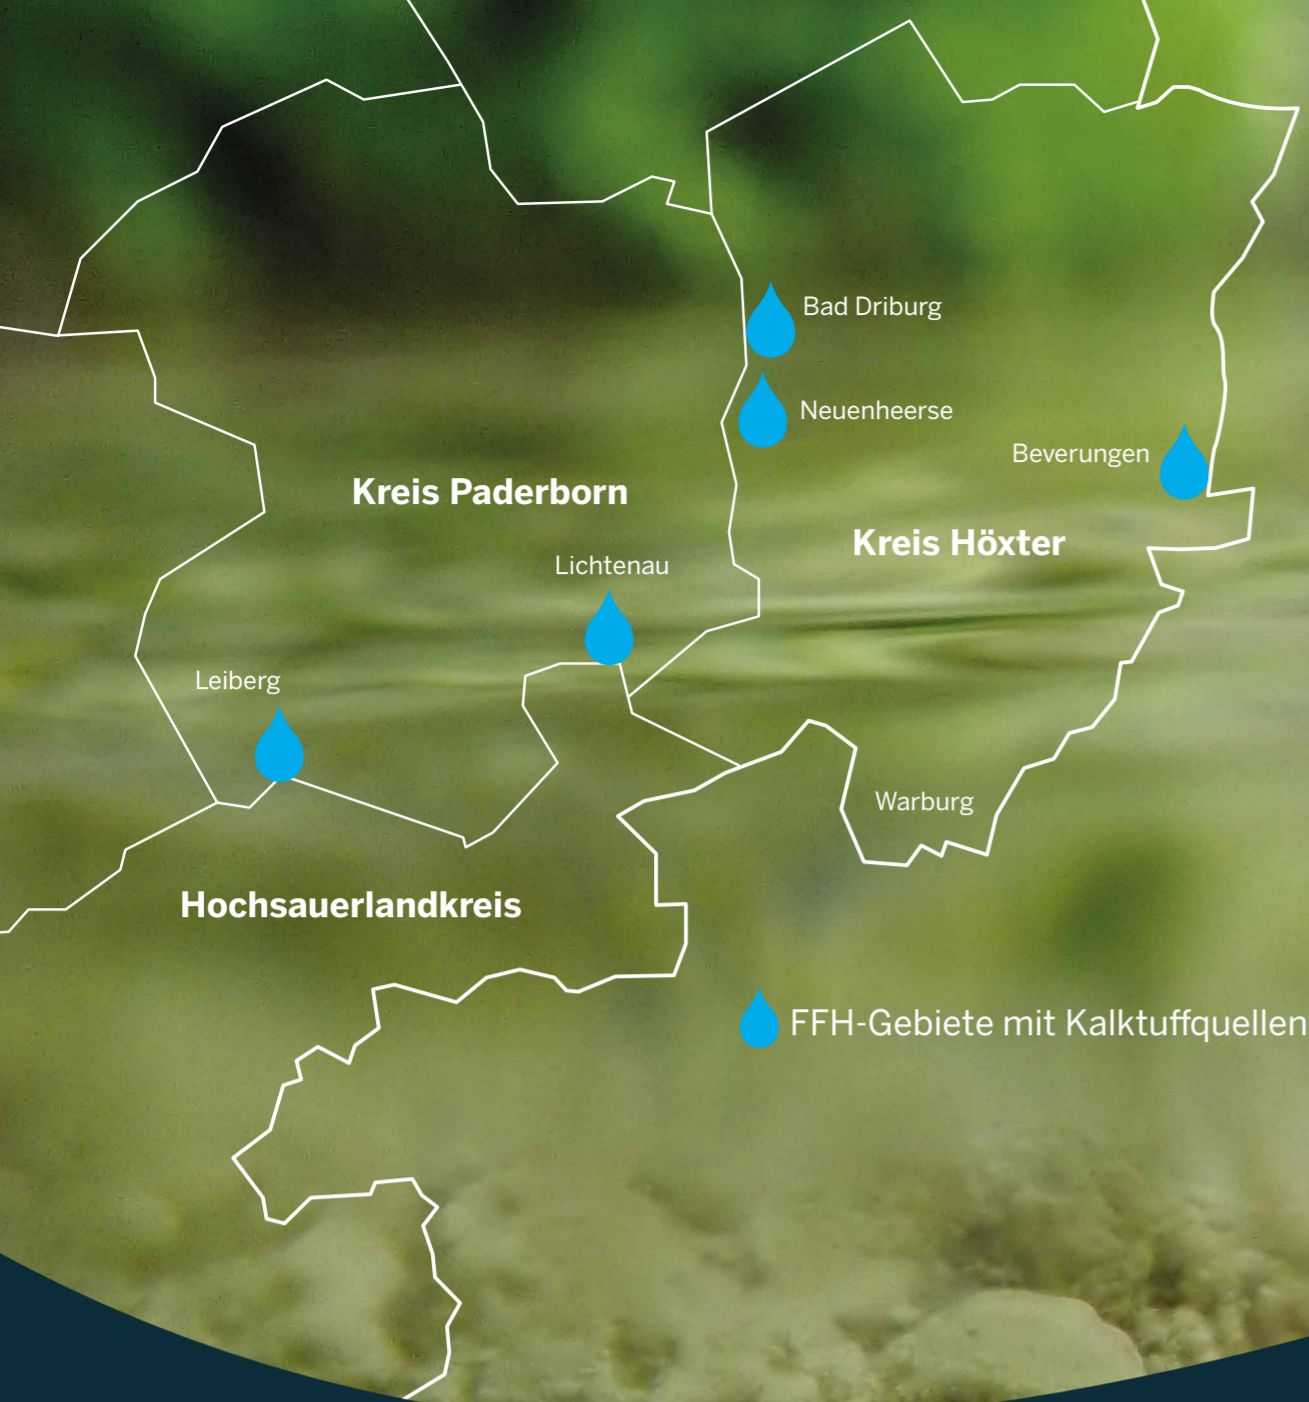 Bad Driburg
Neuenheerse
Beverungen
Kreis Paderborn
Kreis Höxter
Lichtenau
Leiberg
Warburg
Hochsauerlandkreis
FFH-Gebiete mit Kalktuffquellen